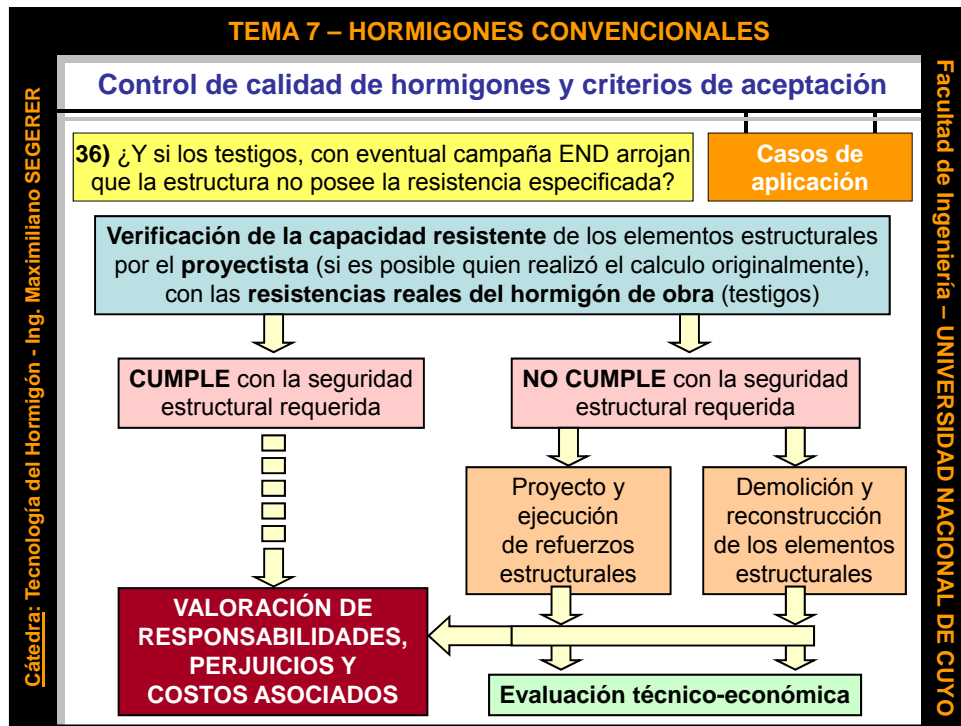 TEMA 7 – HORMIGONES CONVENCIONALES
Cátedra: Tecnología del Hormigón - Ing. Maximiliano SEGERER
Facultad de Ingeniería – UNIVERSIDAD NACIONAL DE CUYO
Control de calidad de hormigones y criterios de aceptación
36) ¿Y si los testigos, con eventual campaña END arrojan
que la estructura no posee la resistencia especificada?
Casos de
aplicación
Verificación de la capacidad resistente de los elementos estructurales
por el proyectista (si es posible quien realizó el calculo originalmente),
con las resistencias reales del hormigón de obra (testigos)
CUMPLE con la seguridad
estructural requerida
NO CUMPLE con la seguridad
estructural requerida
Proyecto y
ejecución
de refuerzos
estructurales
Demolición y
reconstrucción
de los elementos
estructurales
VALORACIÓN DE
RESPONSABILIDADES,
PERJUICIOS Y
COSTOS ASOCIADOS
Evaluación técnico-económica